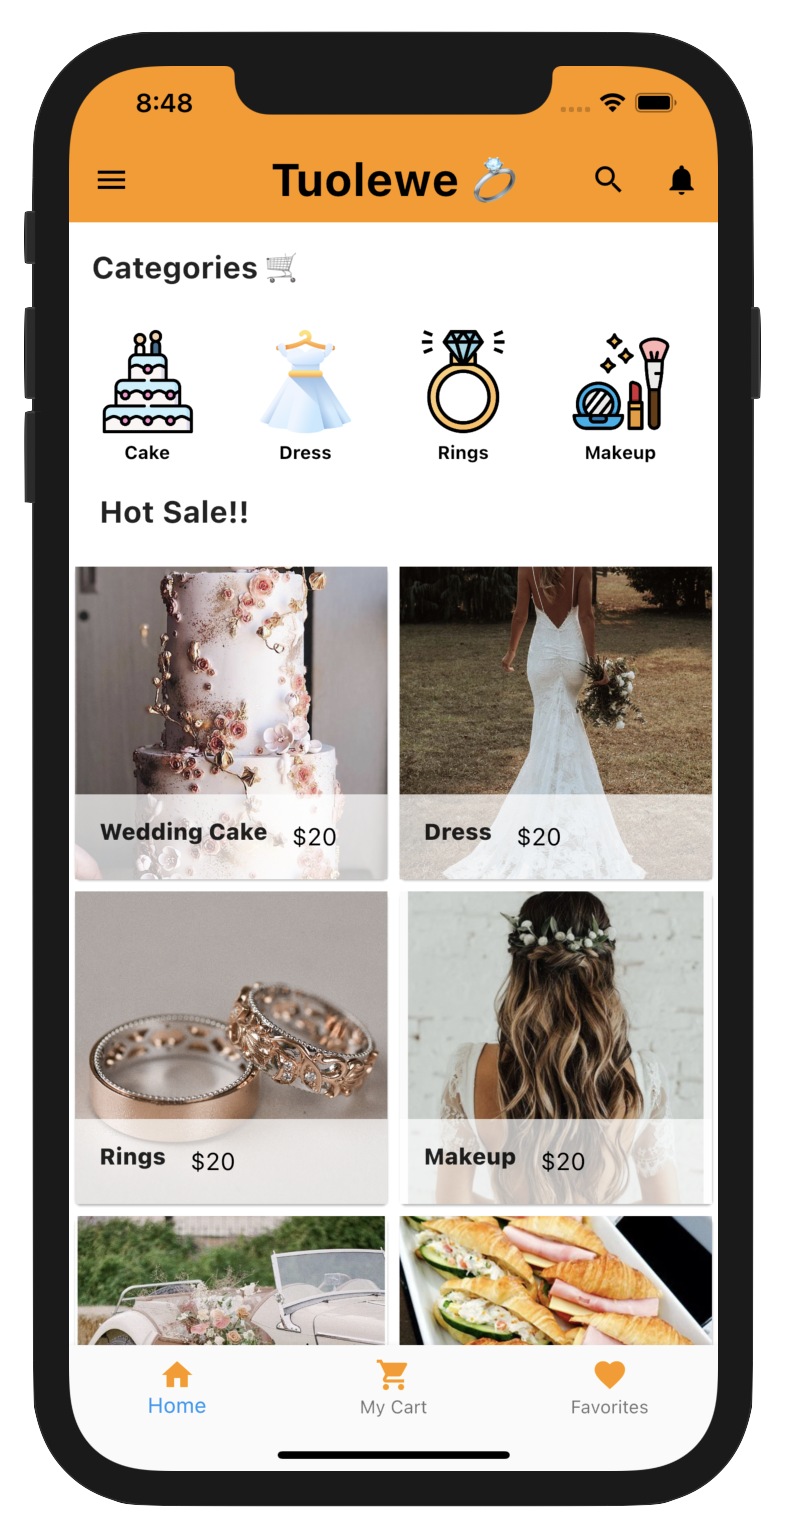 8:48
Tuolewe 💍
Categories 🛒
Cake Dress Rings Makeup
Hot Sale!!
Wedding Cake $20
Dress $20
Rings $20
Makeup $20
Home My Cart Favorites